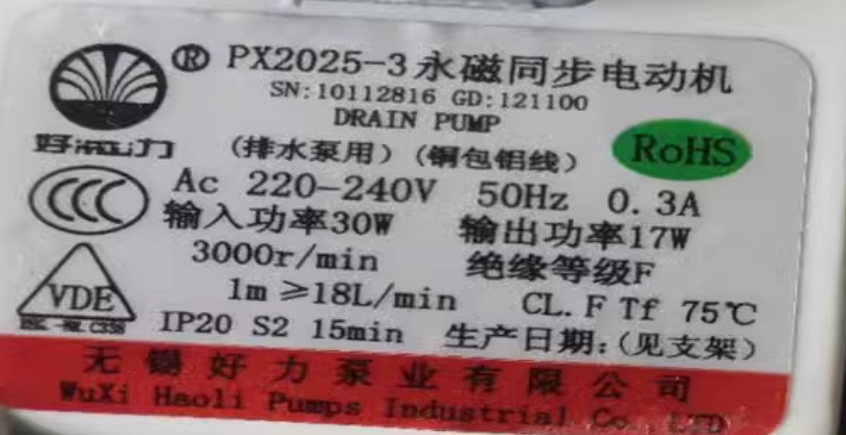 ® PX2025-3永磁同步电动机
SN:10112816 GD:121100
DRAIN PUMP
好 力 (排水泵用)(铜包铝线) RoHS
CCC Ac 220-240V 50Hz 0.3A
输入功率30W 输出功率17W
3000r/min 绝缘等级F
VDE 1m ≥18L/min CL.F Tf 75℃
IP20 S2 15min 生产日期:(见支架)
无锡好力泵业有限公司
WuXi Haoli Pumps Industrial Co. LTD